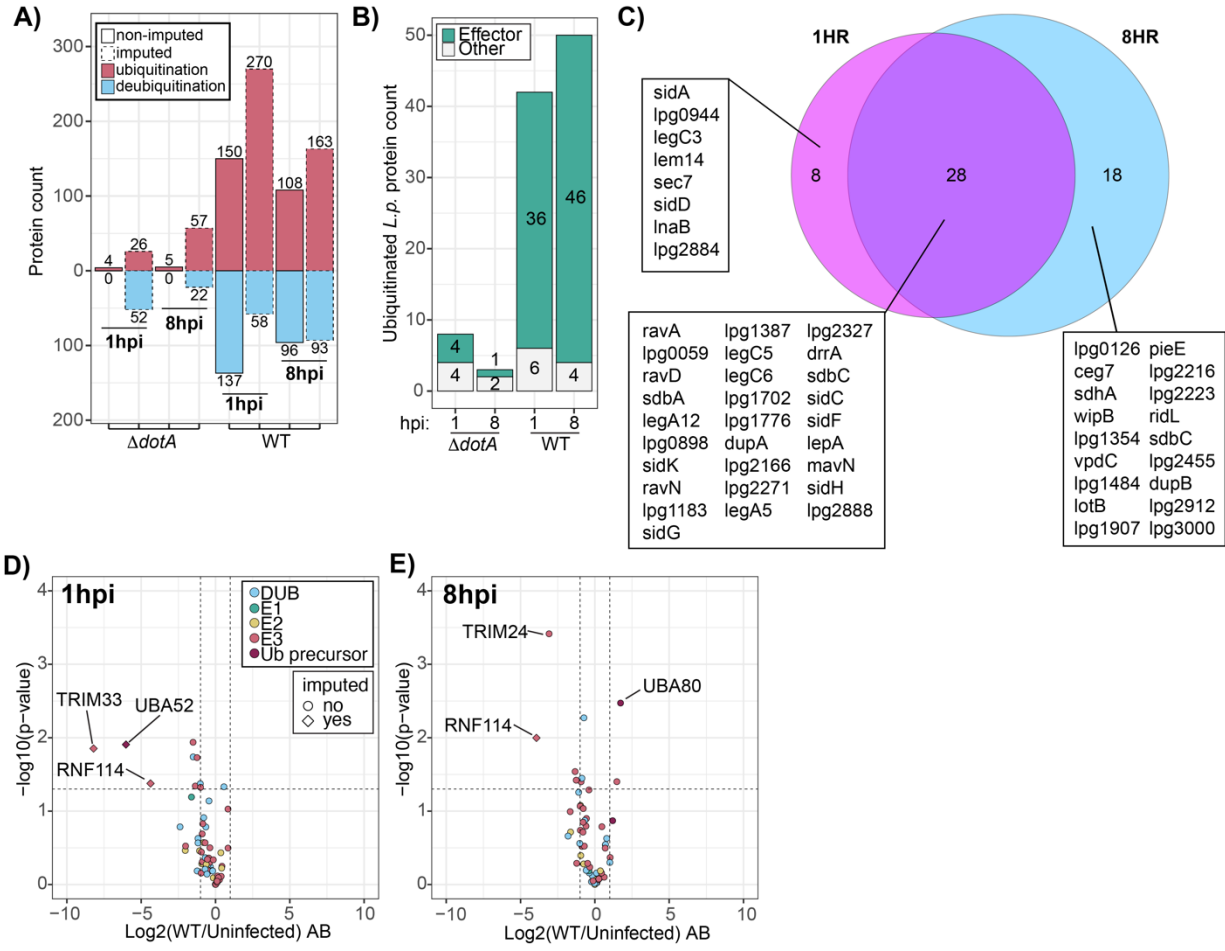 A)
non-imputed
imputed
ubiquitination
deubiquitination
Protein count
300
200
100
0
100
200
4
0
26
52
5
0
57
22
150
137
270
58
108
96
163
93
1hpi
8hpi
1hpi
8hpi
ΔdotA
WT
B)
Effector
Other
Ubiquitinated L.p. protein count
50
40
30
20
10
0
4
4
1
2
36
6
46
4
hpi:
1
8
1
8
ΔdotA
WT
C)
1HR
8HR
8
28
18
sidA
lpg0944
legC3
lem14
sec7
sidD
lnaB
lpg2884
ravA lpg1387 lpg2327
lpg0059 legC5 drrA
ravD legC6 sdbC
sdbA lpg1702 sidC
legA12 lpg1776 sidF
lpg0898 dupA lepA
sidK lpg2166 mavN
ravN lpg2271 sidH
lpg1183 legA5 lpg2888
sidG
lpg0126 pieE
ceg7 lpg2216
sdhA lpg2223
wipB ridL
lpg1354 sdbC
vpdC lpg2455
lpg1484 dupB
lotB lpg2912
lpg1907 lpg3000
D)
1hpi
DUB
E1
E2
E3
Ub precursor
imputed
no
yes
TRIM33
UBA52
RNF114
−log10(p−value)
4
3
2
1
0
−10
−5
0
5
10
Log2(WT/Uninfected) AB
E)
8hpi
TRIM24
UBA80
RNF114
−log10(p−value)
4
3
2
1
0
−10
−5
0
5
10
Log2(WT/Uninfected) AB